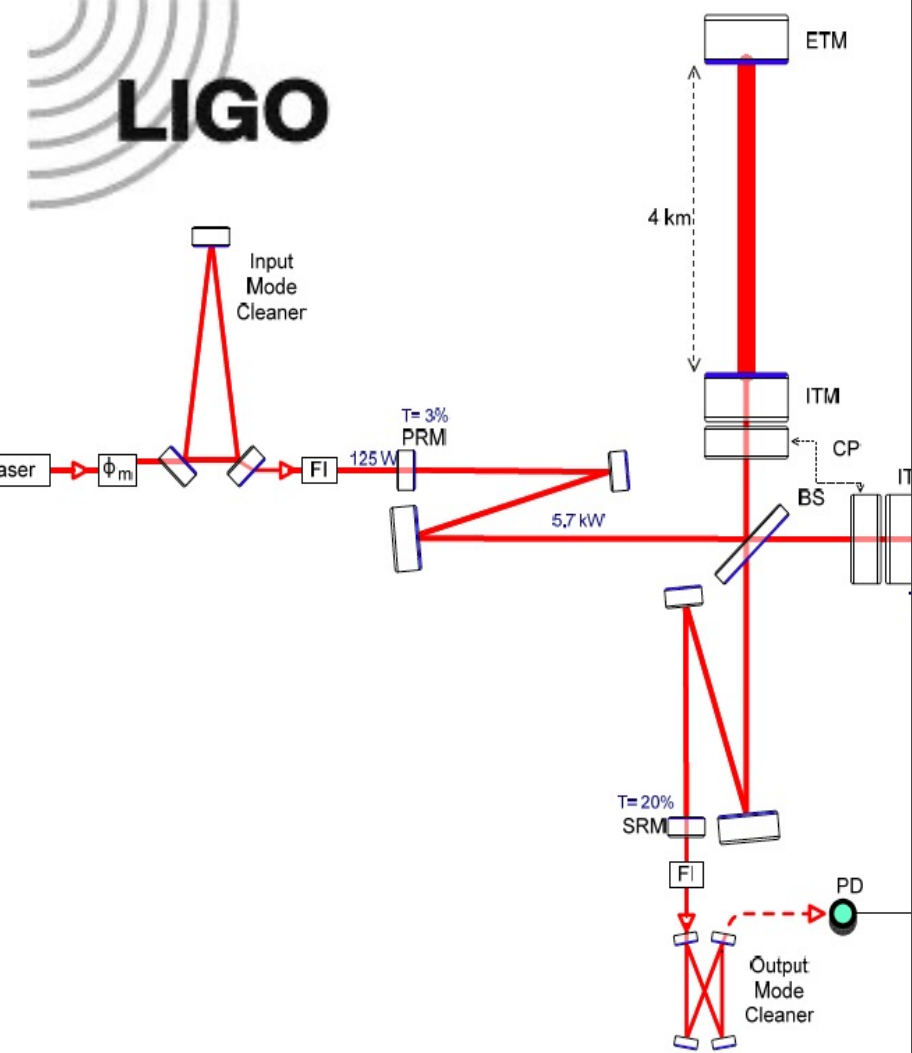 LIGO
ETM
4 km
Input
Mode
Cleaner
ITM
T= 3%
PRM
CP
aser
ϕm
125 W
FI
IT
BS
5.7 kW
T= 20%
SRM
FI
PD
Output
Mode
Cleaner